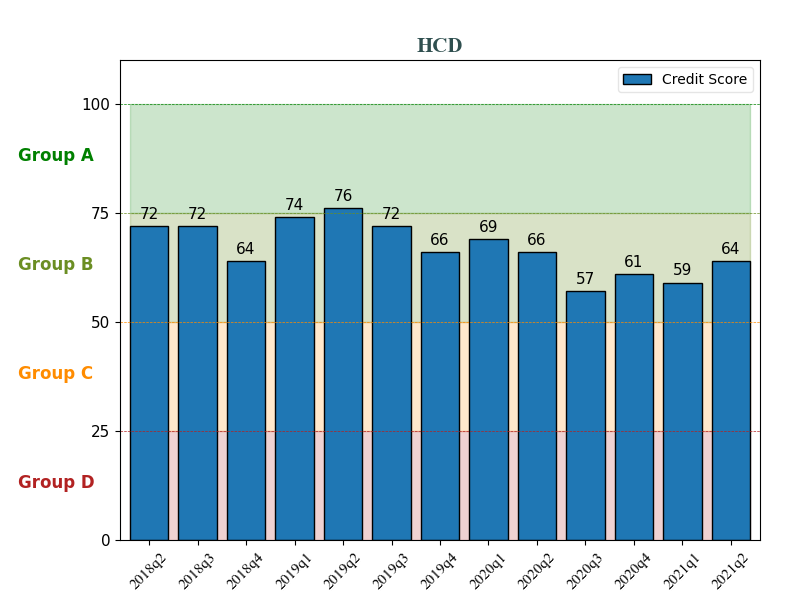 HCD
Credit Score
100
75
50
25
0
Group A
Group B
Group C
Group D
72
72
64
74
76
72
66
69
66
57
61
59
64
2018q2
2018q3
2018q4
2019q1
2019q2
2019q3
2019q4
2020q1
2020q2
2020q3
2020q4
2021q1
2021q2